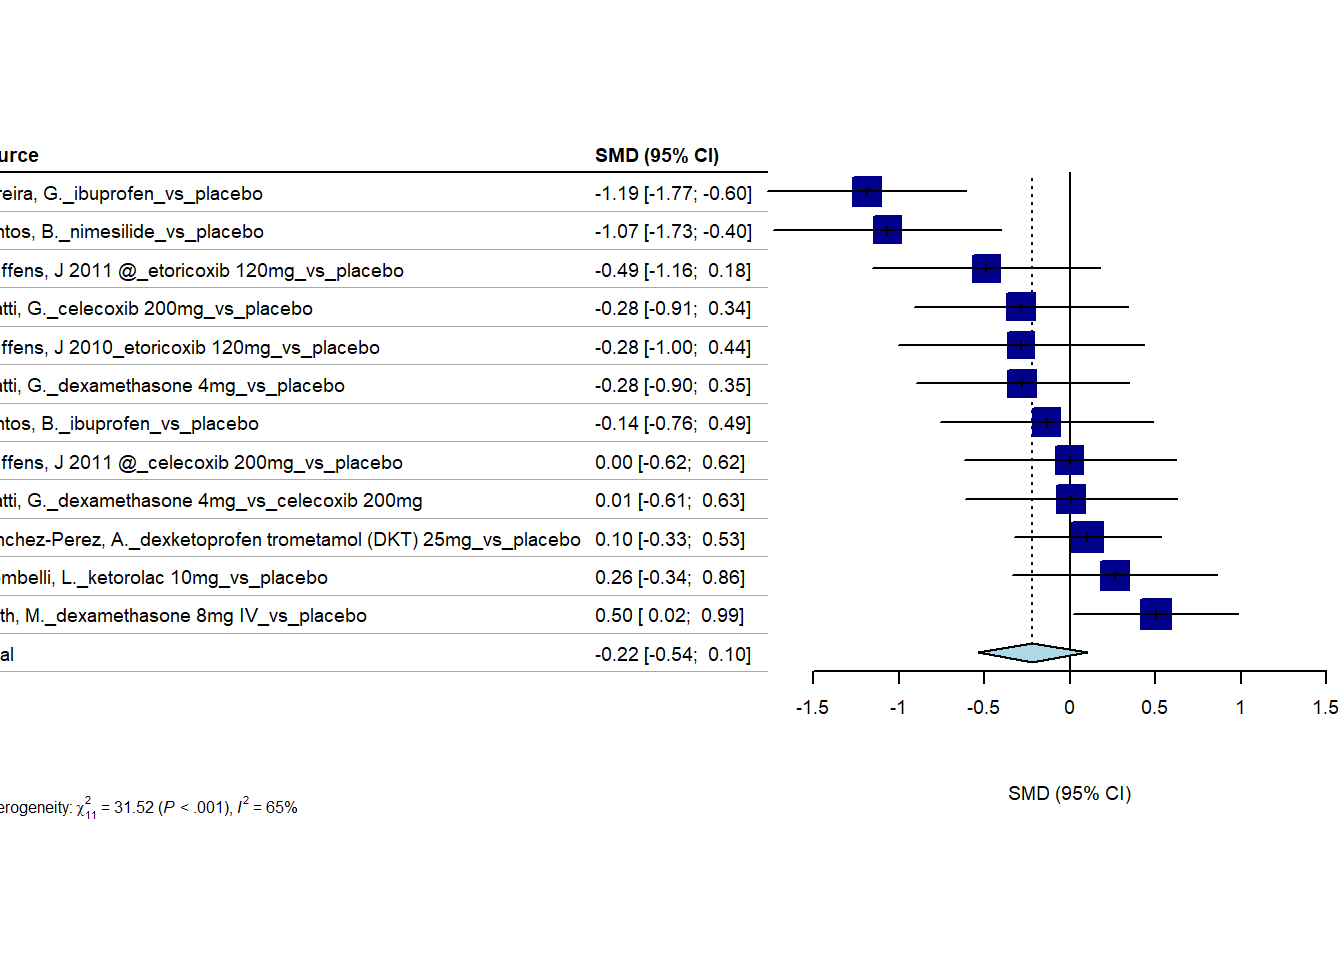 urce SMD (95% CI)
reira, G._ibuprofen_vs_placebo -1.19 [-1.77; -0.60]
ntos, B._nimesilide_vs_placebo -1.07 [-1.73; -0.40]
effens, J 2011 @_etoricoxib 120mg_vs_placebo -0.49 [-1.16; 0.18]
atti, G._celecoxib 200mg_vs_placebo -0.28 [-0.91; 0.34]
effens, J 2010_etoricoxib 120mg_vs_placebo -0.28 [-1.00; 0.44]
atti, G._dexamethasone 4mg_vs_placebo -0.28 [-0.90; 0.35]
ntos, B._ibuprofen_vs_placebo -0.14 [-0.76; 0.49]
effens, J 2011 @_celecoxib 200mg_vs_placebo 0.00 [-0.62; 0.62]
atti, G._dexamethasone 4mg_vs_celecoxib 200mg 0.01 [-0.61; 0.63]
nchez-Perez, A._dexketoprofen trometamol (DKT) 25mg_vs_placebo 0.10 [-0.33; 0.53]
ombelli, L._ketorolac 10mg_vs_placebo 0.26 [-0.34; 0.86]
th, M._dexamethasone 8mg IV_vs_placebo 0.50 [ 0.02; 0.99]
al -0.22 [-0.54; 0.10]
-1.5 -1 -0.5 0 0.5 1 1.5
SMD (95% CI)
erogeneity: χ²₁₁ = 31.52 (P < .001), I² = 65%